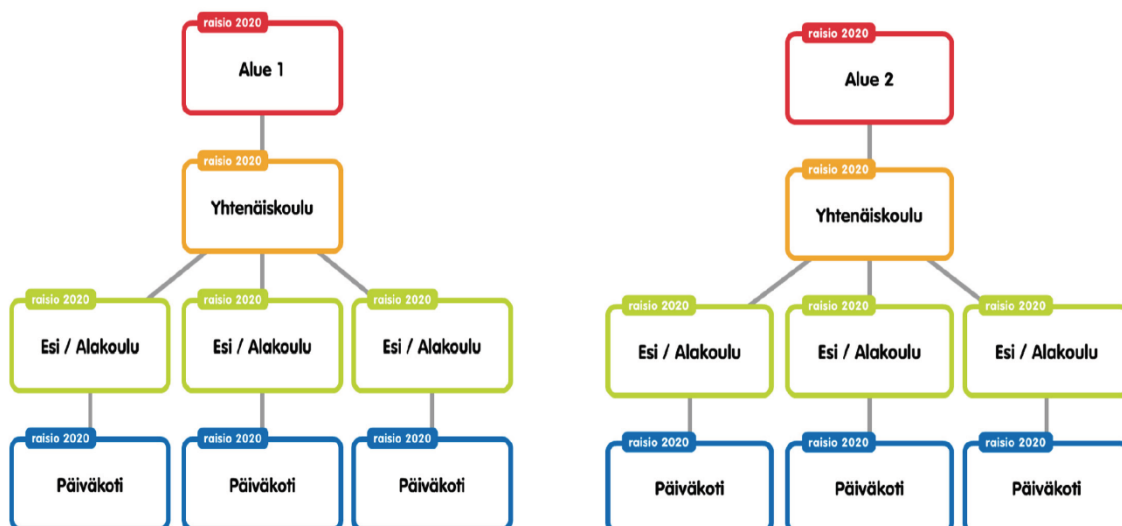 raisio 2020
Alue 1
raisio 2020
Yhtenäiskoulu
raisio 2020
Esi / Alakoulu
raisio 2020
Esi / Alakoulu
raisio 2020
Esi / Alakoulu
raisio 2020
Päiväkoti
raisio 2020
Päiväkoti
raisio 2020
Päiväkoti
raisio 2020
Alue 2
raisio 2020
Yhtenäiskoulu
raisio 2020
Esi / Alakoulu
raisio 2020
Esi / Alakoulu
raisio 2020
Esi / Alakoulu
raisio 2020
Päiväkoti
raisio 2020
Päiväkoti
raisio 2020
Päiväkoti